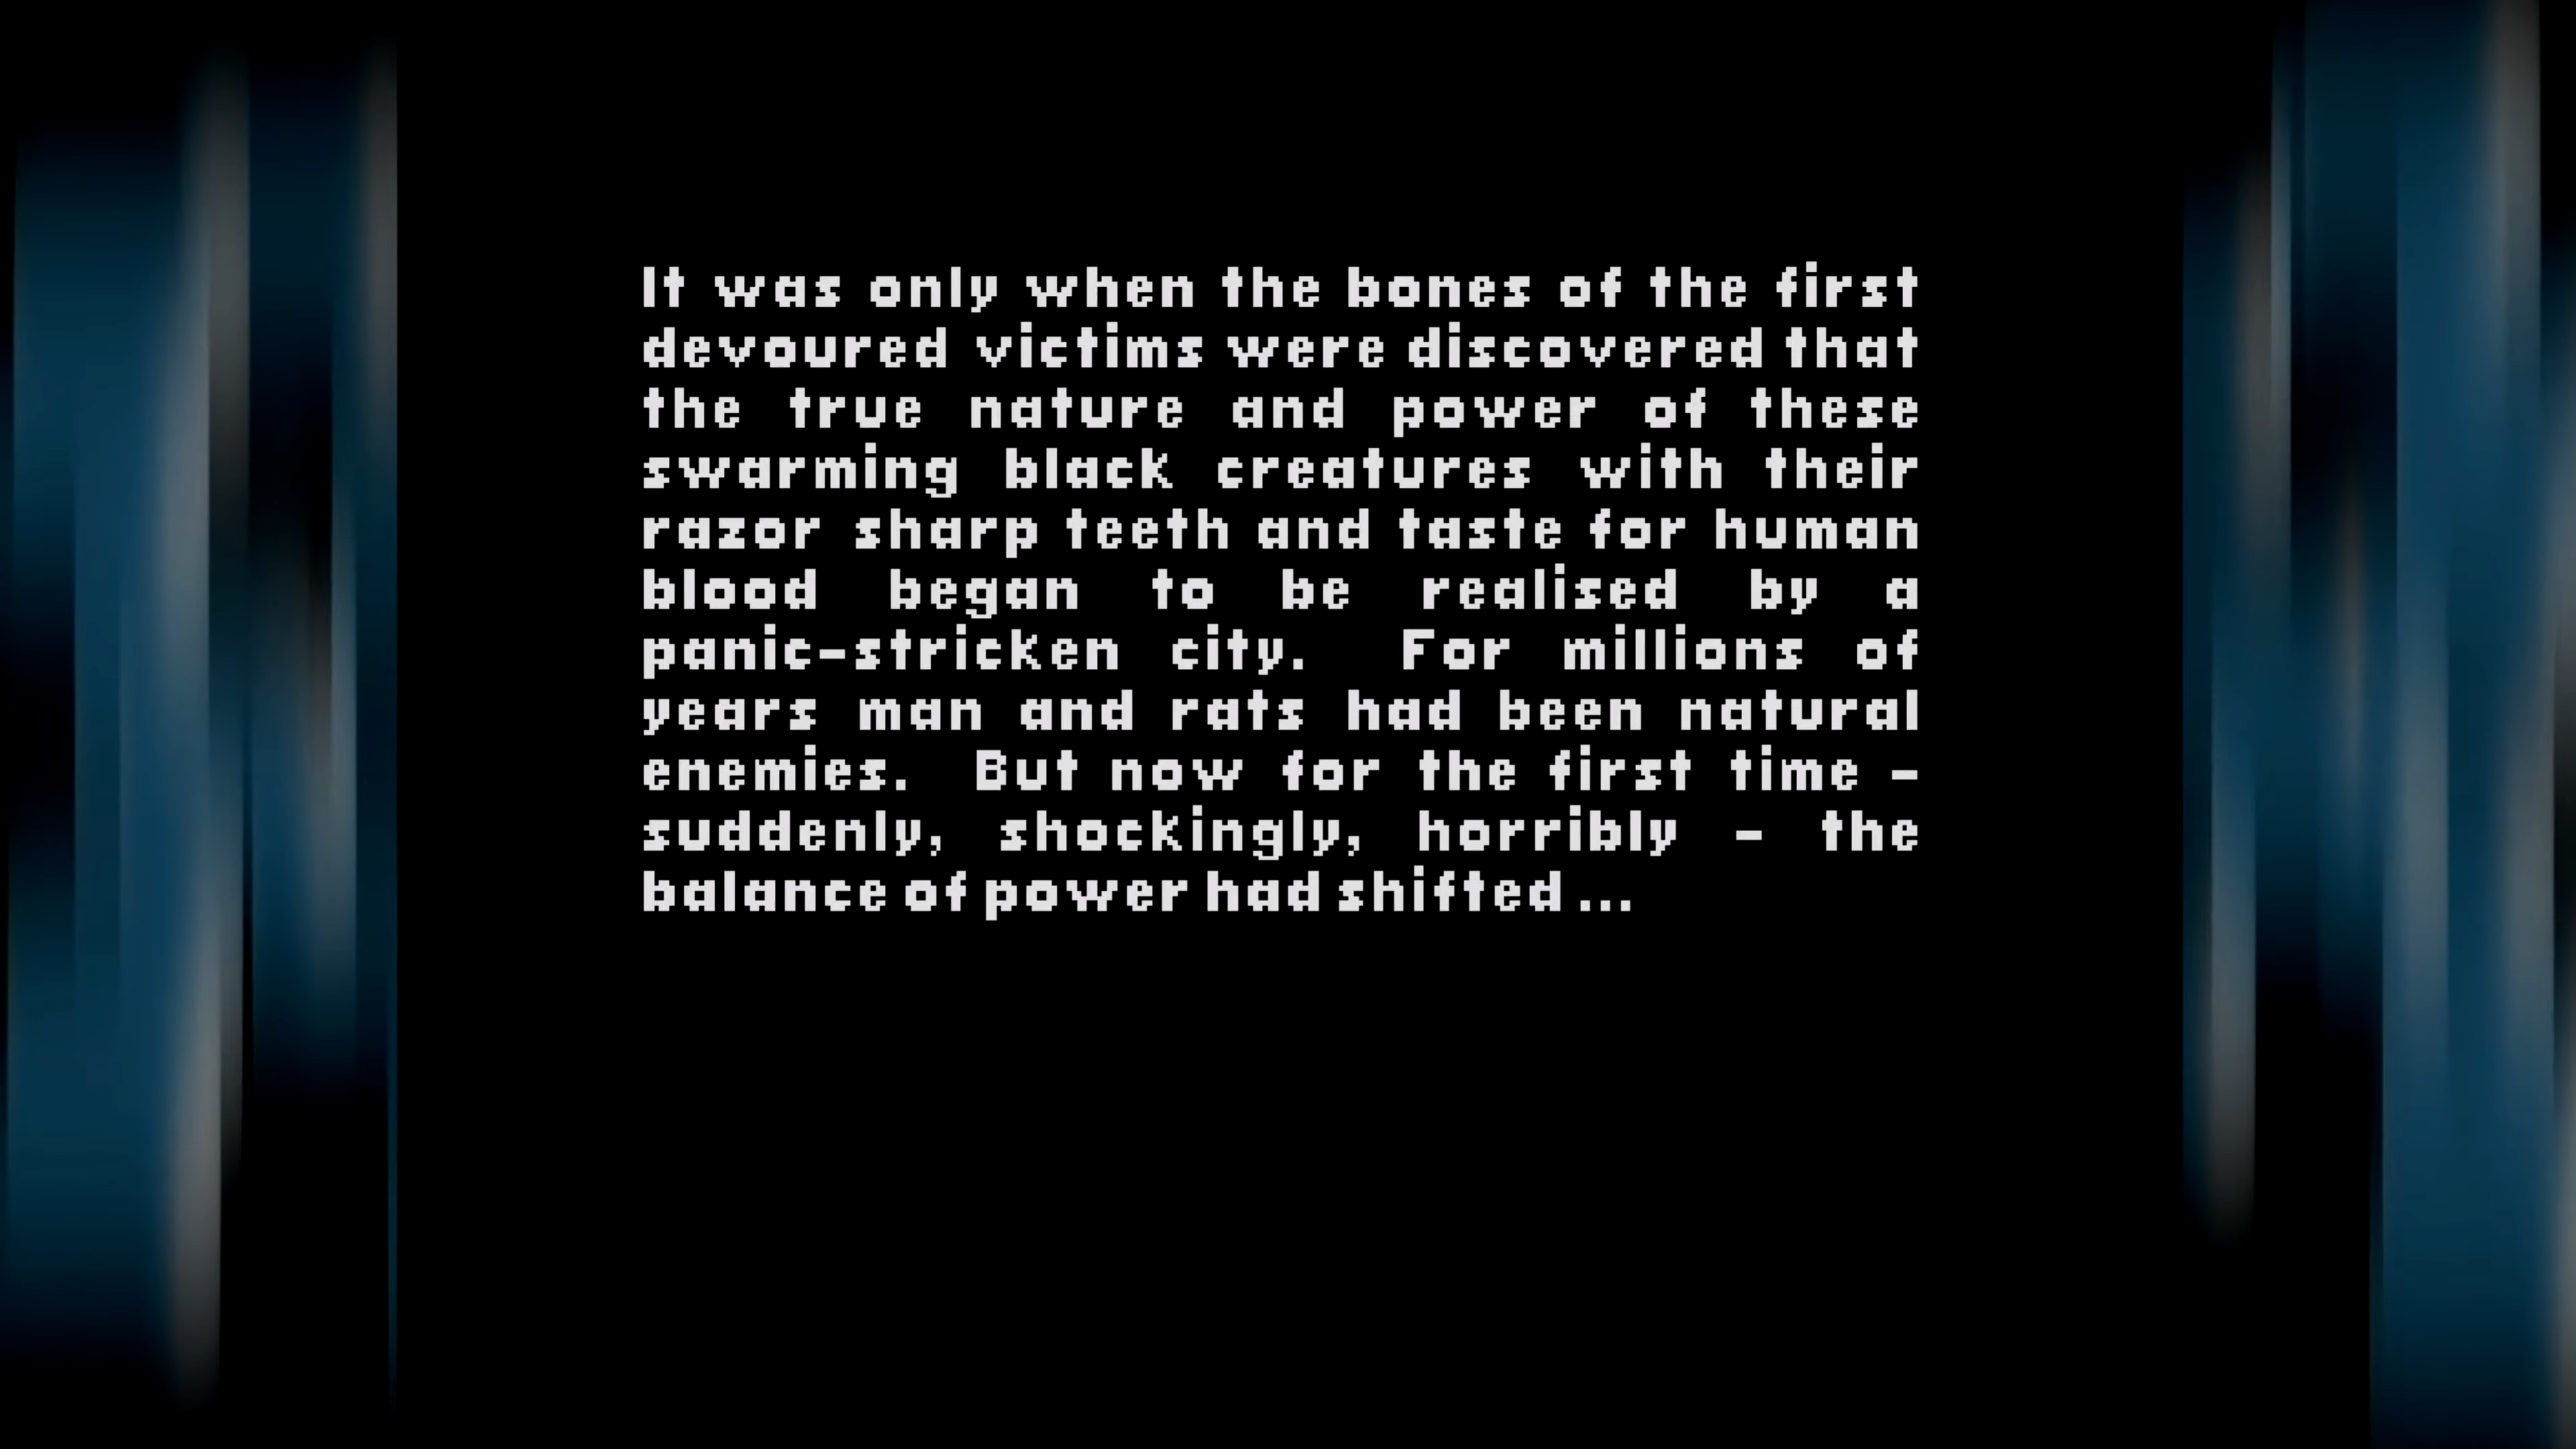 It was only when the bones of the first
devoured victims were discovered that
the true nature and power of these
swarming black creatures with their
razor sharp teeth and taste for human
blood began to be realised by a
panic-stricken city. For millions of
years man and rats had been natural
enemies. But now for the first time -
suddenly, shockingly, horribly - the
balance of power had shifted...